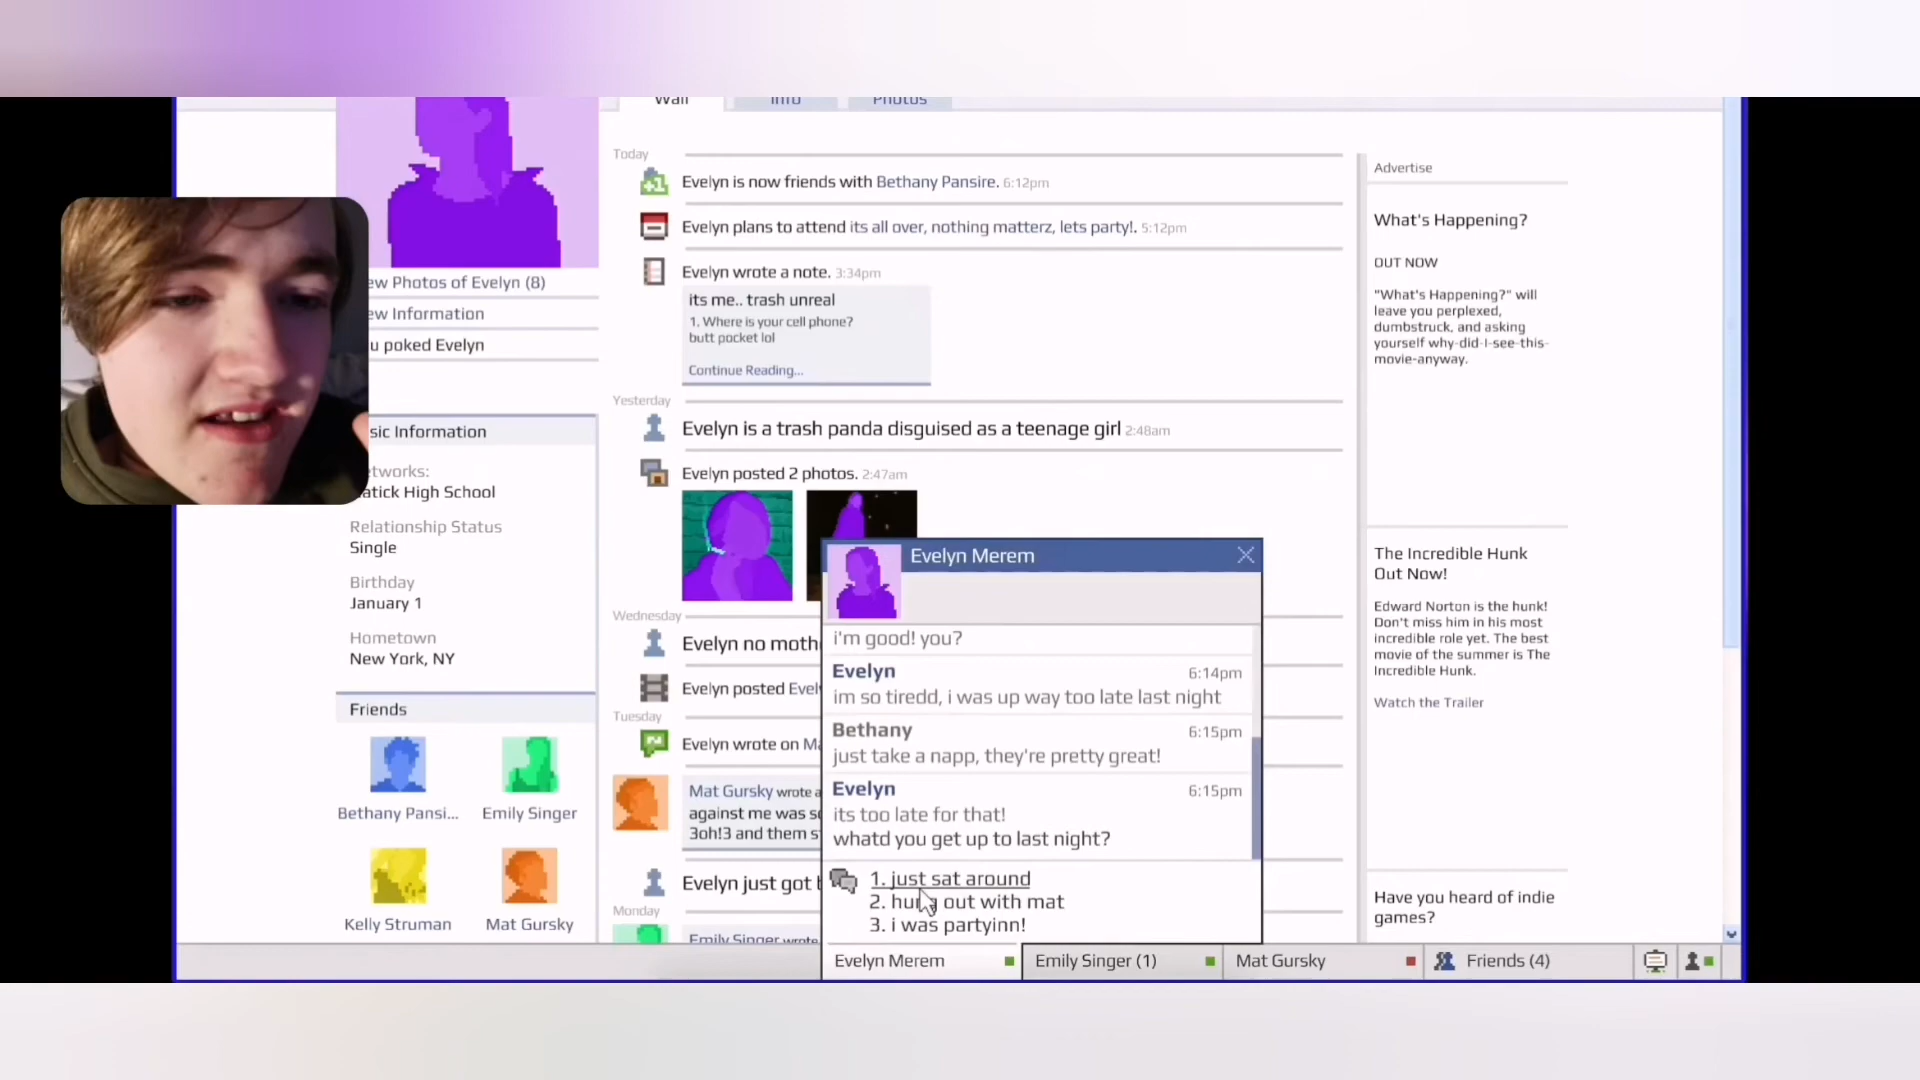 Wall Info Photos
ew Photos of Evelyn (8)
ew Information
u poked Evelyn
sic Information
etworks:
atick High School
Relationship Status
Single
Birthday
January 1
Hometown
New York, NY
Friends
Bethany Pansi... Emily Singer
Kelly Struman Mat Gursky
Today
Evelyn is now friends with Bethany Pansire. 6:12pm
Evelyn plans to attend its all over, nothing matterz, lets party!. 5:12pm
Evelyn wrote a note. 3:34pm
its me.. trash unreal
1. Where is your cell phone?
butt pocket lol
Continue Reading...
Yesterday
Evelyn is a trash panda disguised as a teenage girl 2:48am
Evelyn posted 2 photos. 2:47am
Wednesday
Evelyn no moth
Evelyn posted Evel
Tuesday
Evelyn wrote on Ma
Mat Gursky wrote a
against me was s
3oh!3 and them s
Evelyn just got
Monday
Emily Singer wrote
Evelyn Merem
i'm good! you?
Evelyn 6:14pm
im so tiredd, i was up way too late last night
Bethany 6:15pm
just take a napp, they're pretty great!
Evelyn 6:15pm
its too late for that!
whatd you get up to last night?
1. just sat around
2. hung out with mat
3. i was partyinn!
Advertise
What's Happening?
OUT NOW
"What's Happening?" will
leave you perplexed,
dumbstruck, and asking
yourself why-did-I-see-this-
movie-anyway.
The Incredible Hunk
Out Now!
Edward Norton is the hunk!
Don't miss him in his most
incredible role yet. The best
movie of the summer is The
Incredible Hunk.
Watch the Trailer
Have you heard of indie
games?
Evelyn Merem Emily Singer (1) Mat Gursky Friends (4)